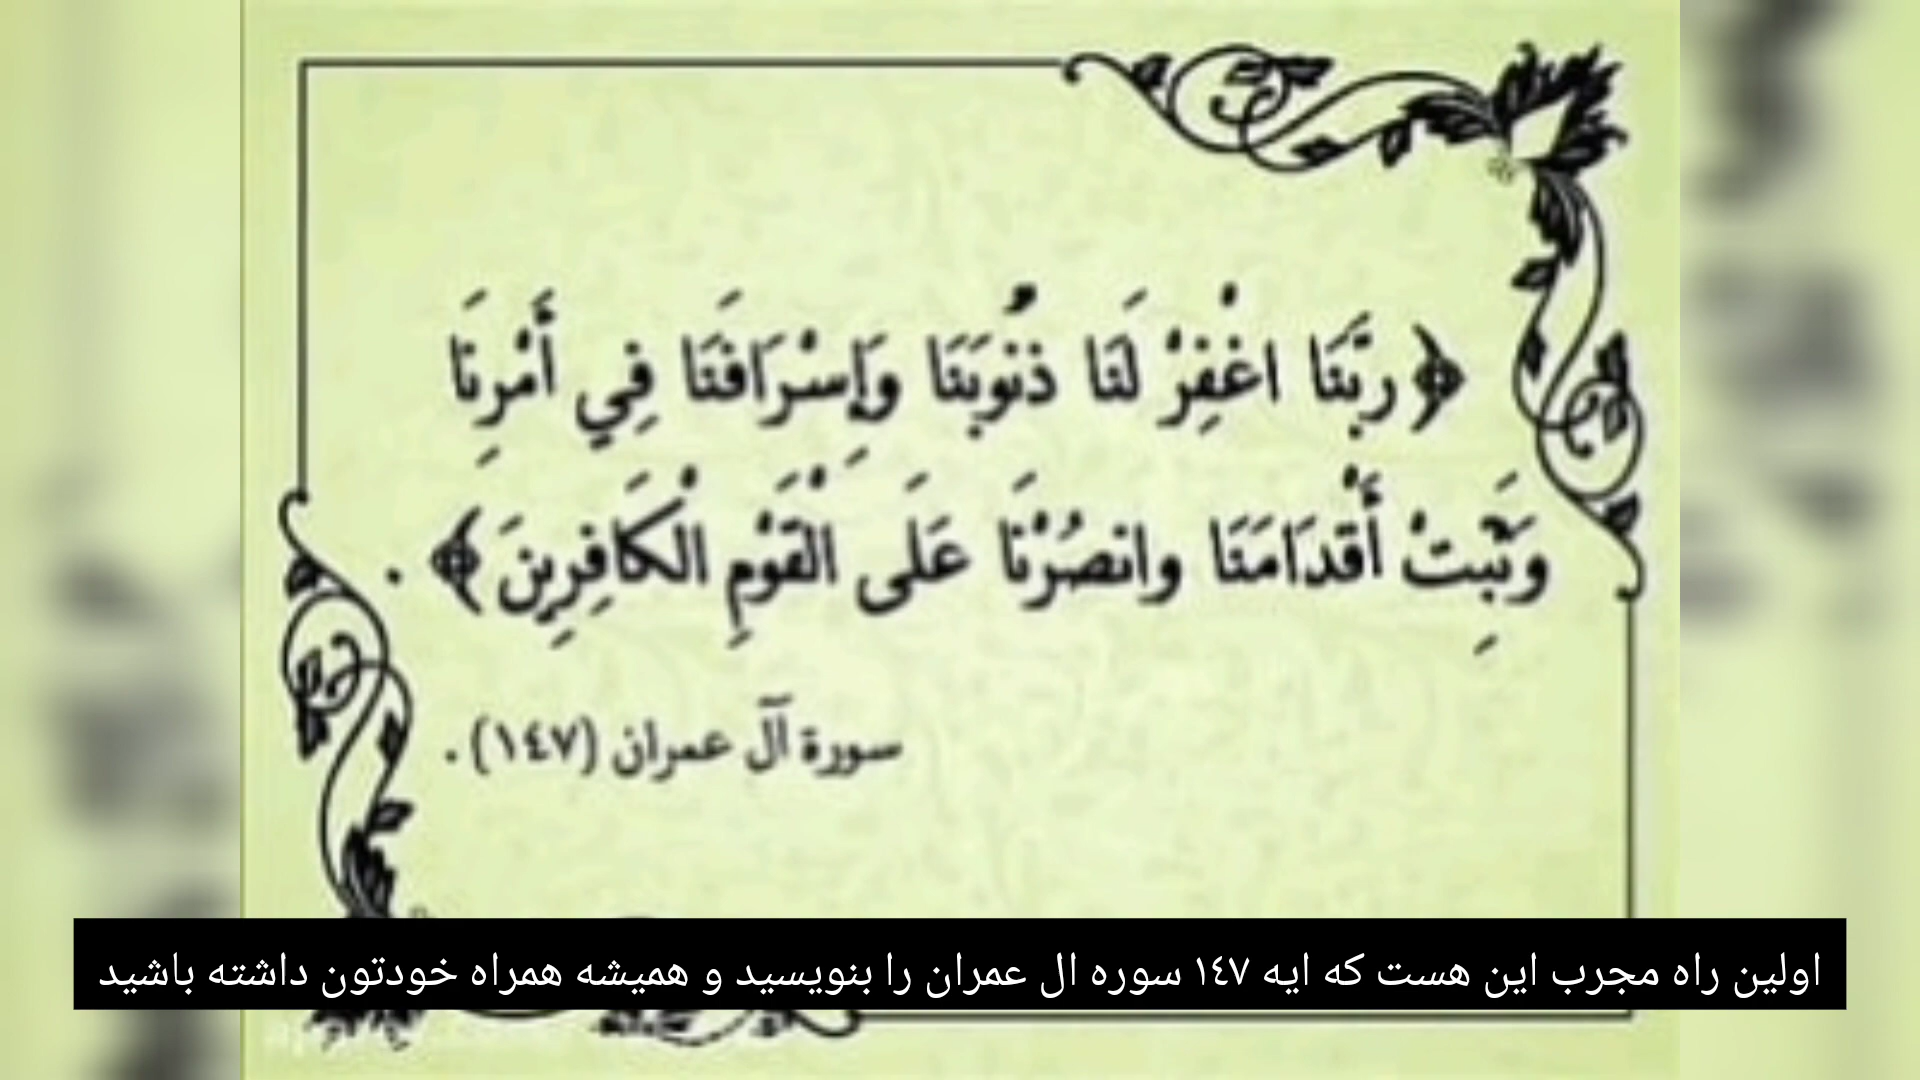 ﴿رَبَّنَا اغْفِرْ لَنَا ذُنُوبَنَا وَإِسْرَافَنَا فِي أَمْرِنَا
وَثَبِّتْ أَقْدَامَنَا وانصُرْنَا عَلَى الْقَوْمِ الْكَافِرِينَ﴾ .
سورة آل عمران (١٤٧) .
اولین راه مجرب این هست که ایه ١٤٧ سوره ال عمران را بنویسید و همیشه همراه خودتون داشته باشید